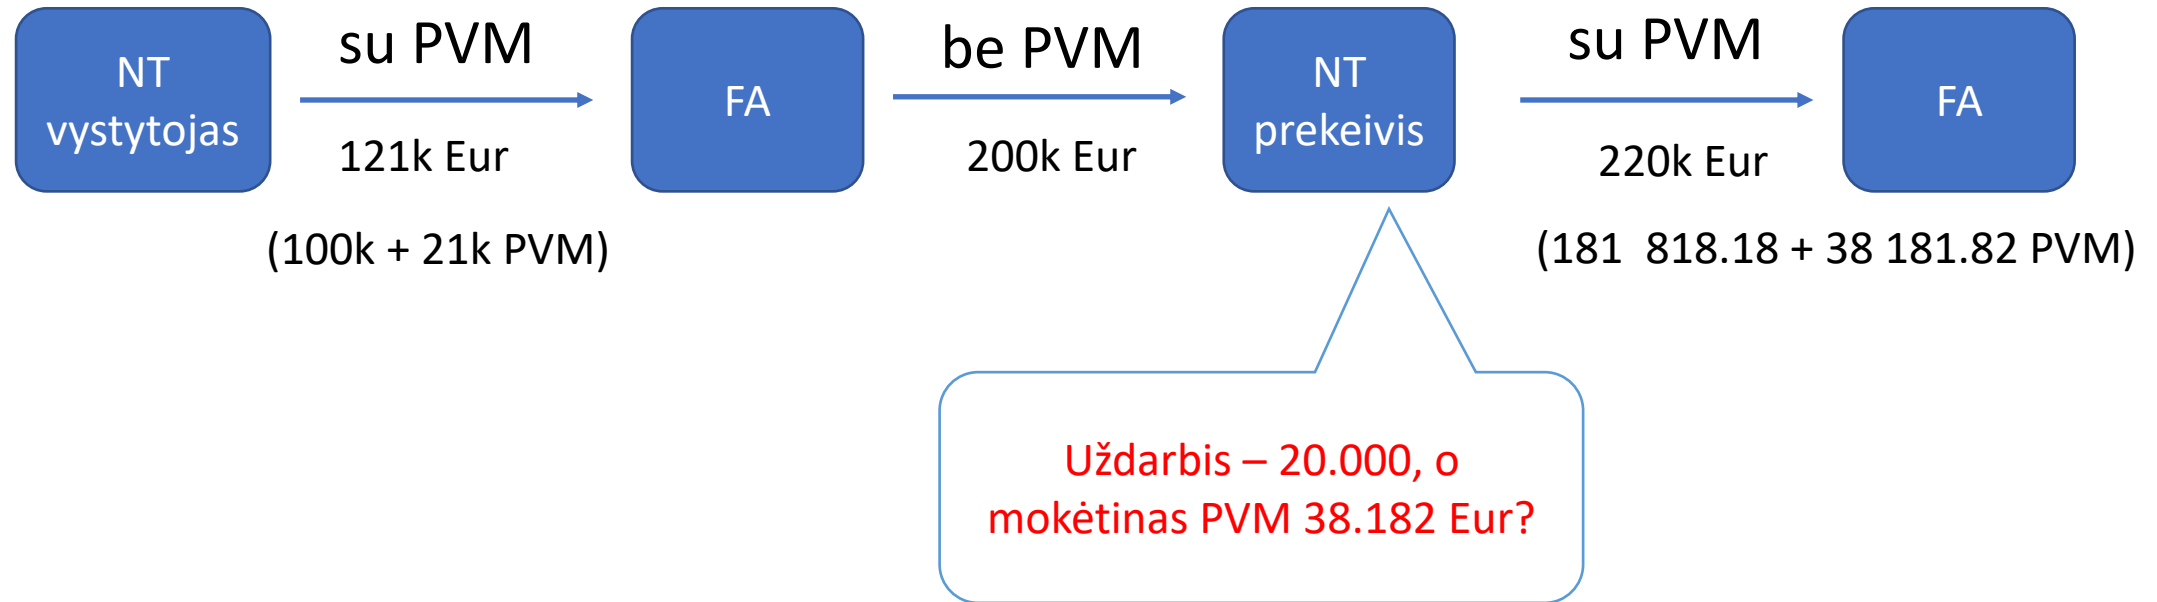 NT
vystytojas
su PVM
121k Eur
(100k + 21k PVM)
FA
be PVM
200k Eur
NT
prekeivis
su PVM
220k Eur
(181  818.18 + 38 181.82 PVM)
FA
Uždarbis – 20.000, o
mokėtinas PVM 38.182 Eur?